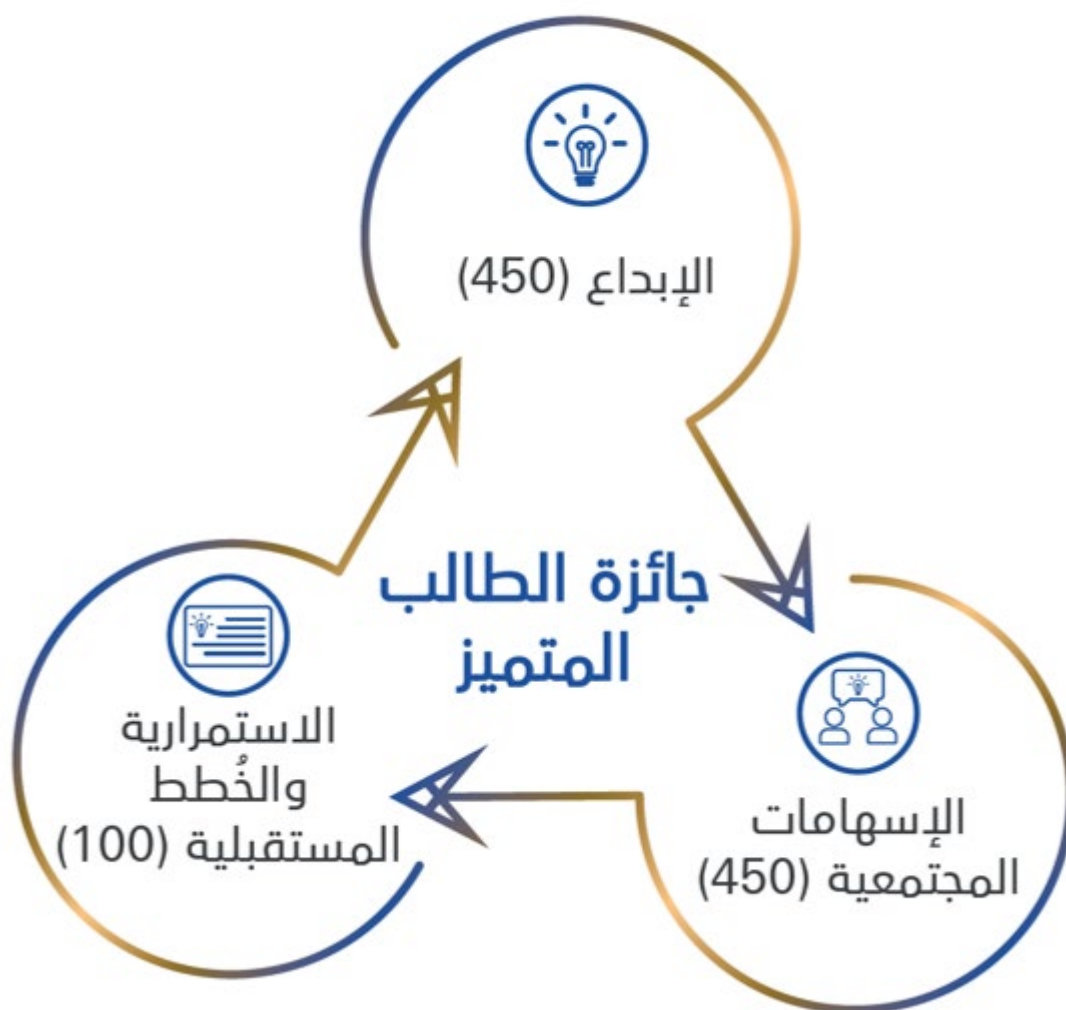 الإبداع (450)
جائزة الطالب
المتميز
الإسهامات
المجتمعية (450)
الاستمرارية
والخُطط
المستقبلية (100)